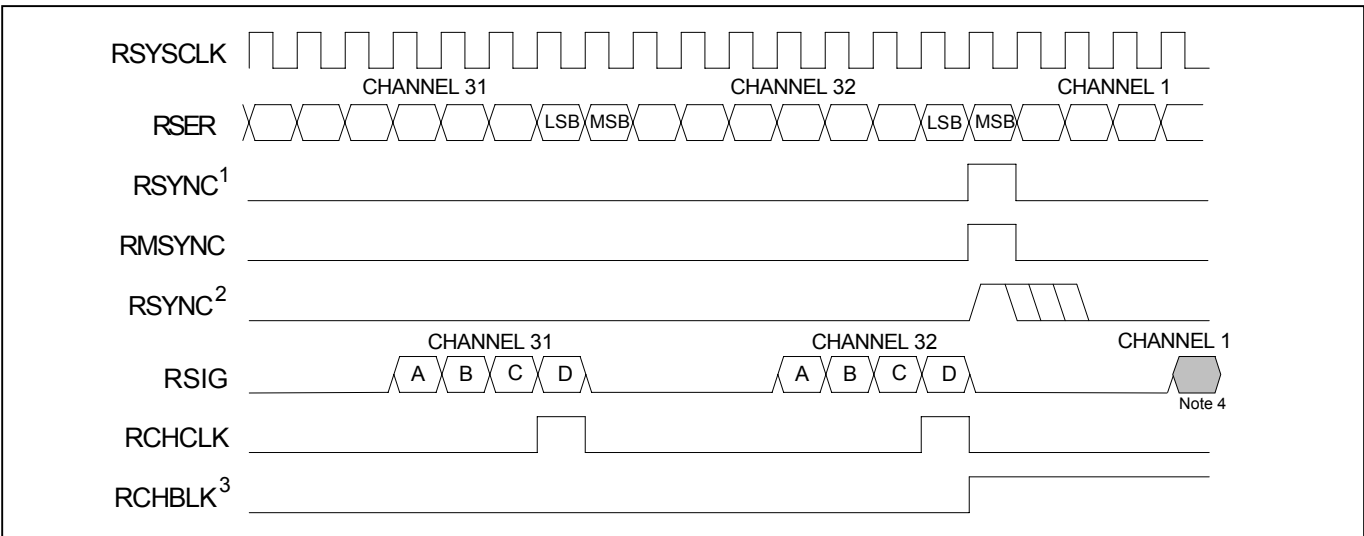 RSYSCLK
CHANNEL 31 CHANNEL 32 CHANNEL 1
RSER LSB MSB LSB MSB
RSYNC1
RMSYNC
RSYNC2
CHANNEL 31 CHANNEL 32 CHANNEL 1
RSIG A B C D A B C D
Note 4
RCHCLK
RCHBLK3